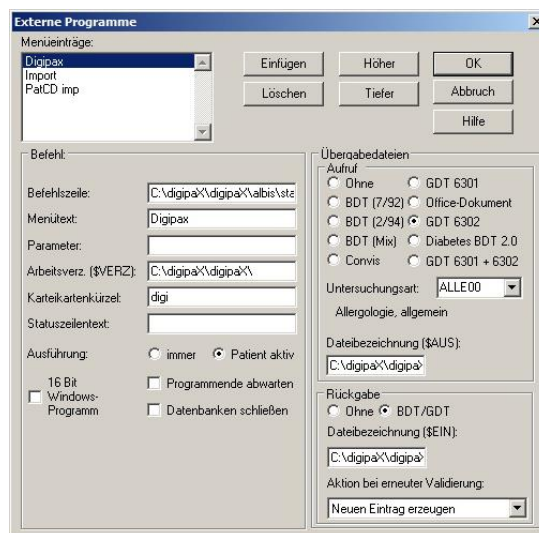 Externe Programme
Menüeinträge:
Digipax
Import
PatCD imp
Einfügen
Höher
OK
Löschen
Tiefer
Abbruch
Hilfe
Befehl:
Befehlszeile: C:\digipaX\digipaX\albis\sta
Menütext: Digipax
Parameter:
Arbeitsverz. ($VERZ): C:\digipaX\digipaX\
Karteikartenkürzel: digi
Statuszeilentext:
Ausführung: immer Patient aktiv
16 Bit Windows-Programm
Programmende abwarten
Datenbanken schließen
Übergabedateien
Aufruf
Ohne GDT 6301
BDT (7/92) Office-Dokument
BDT (2/94) GDT 6302
BDT (Mix) Diabetes BDT 2.0
Convis GDT 6301 + 6302
Untersuchungsart: ALLE00
Allergologie, allgemein
Dateibezeichnung ($AUS):
C:\digipaX\digipaX
Rückgabe
Ohne BDT/GDT
Dateibezeichnung ($EIN):
C:\digipaX\digipaX
Aktion bei erneuter Validierung:
Neuen Eintrag erzeugen